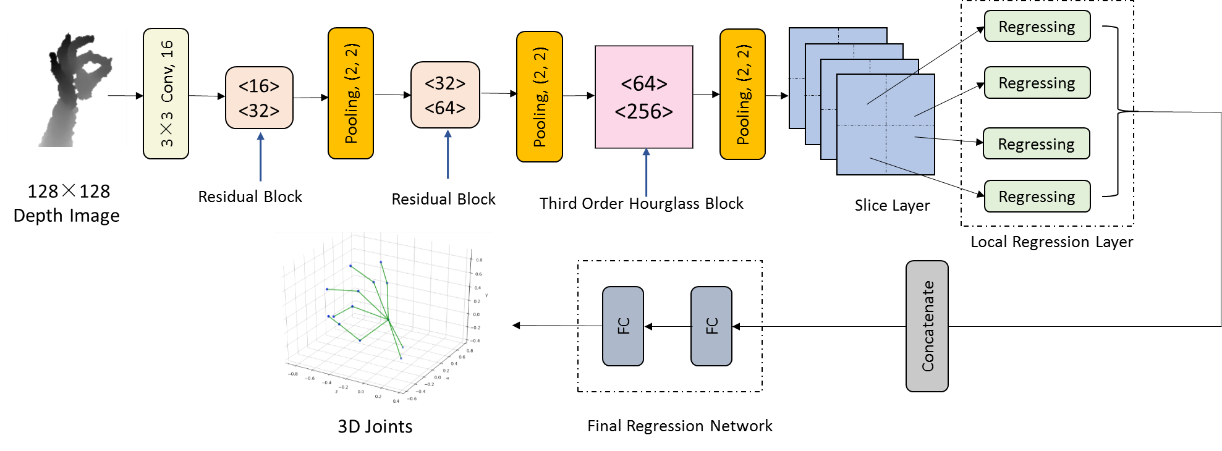 3×3 Conv, 16
<16>
<32>
Pooling, (2, 2)
<32>
<64>
Pooling, (2, 2)
<64>
<256>
Pooling, (2, 2)
Regressing
Regressing
Regressing
Regressing
128×128
Depth Image
Residual Block
Residual Block
Third Order Hourglass Block
Slice Layer
Local Regression Layer
FC
FC
Concatenate
3D Joints
Final Regression Network